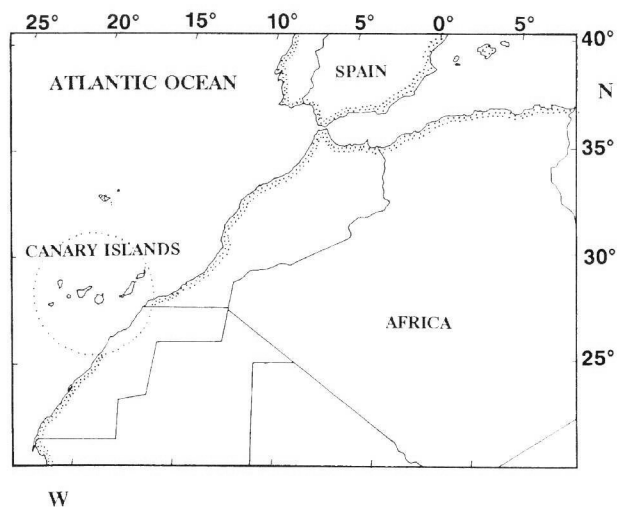 25° 20° 15° 10° 5° 0° 5°
40°
SPAIN
ATLANTIC OCEAN
N
35°
CANARY ISLANDS
30°
AFRICA
25°
W